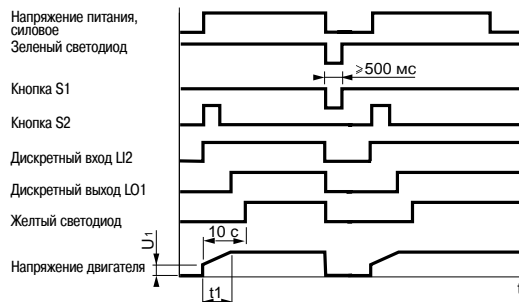 Напряжение питания,
силовое
Зеленый светодиод
≥500 мс
Кнопка S1
Кнопка S2
Дискретный вход LI2
Дискретный выход LO1
Желтый светодиод
10 с
U1
Напряжение двигателя
t
t1